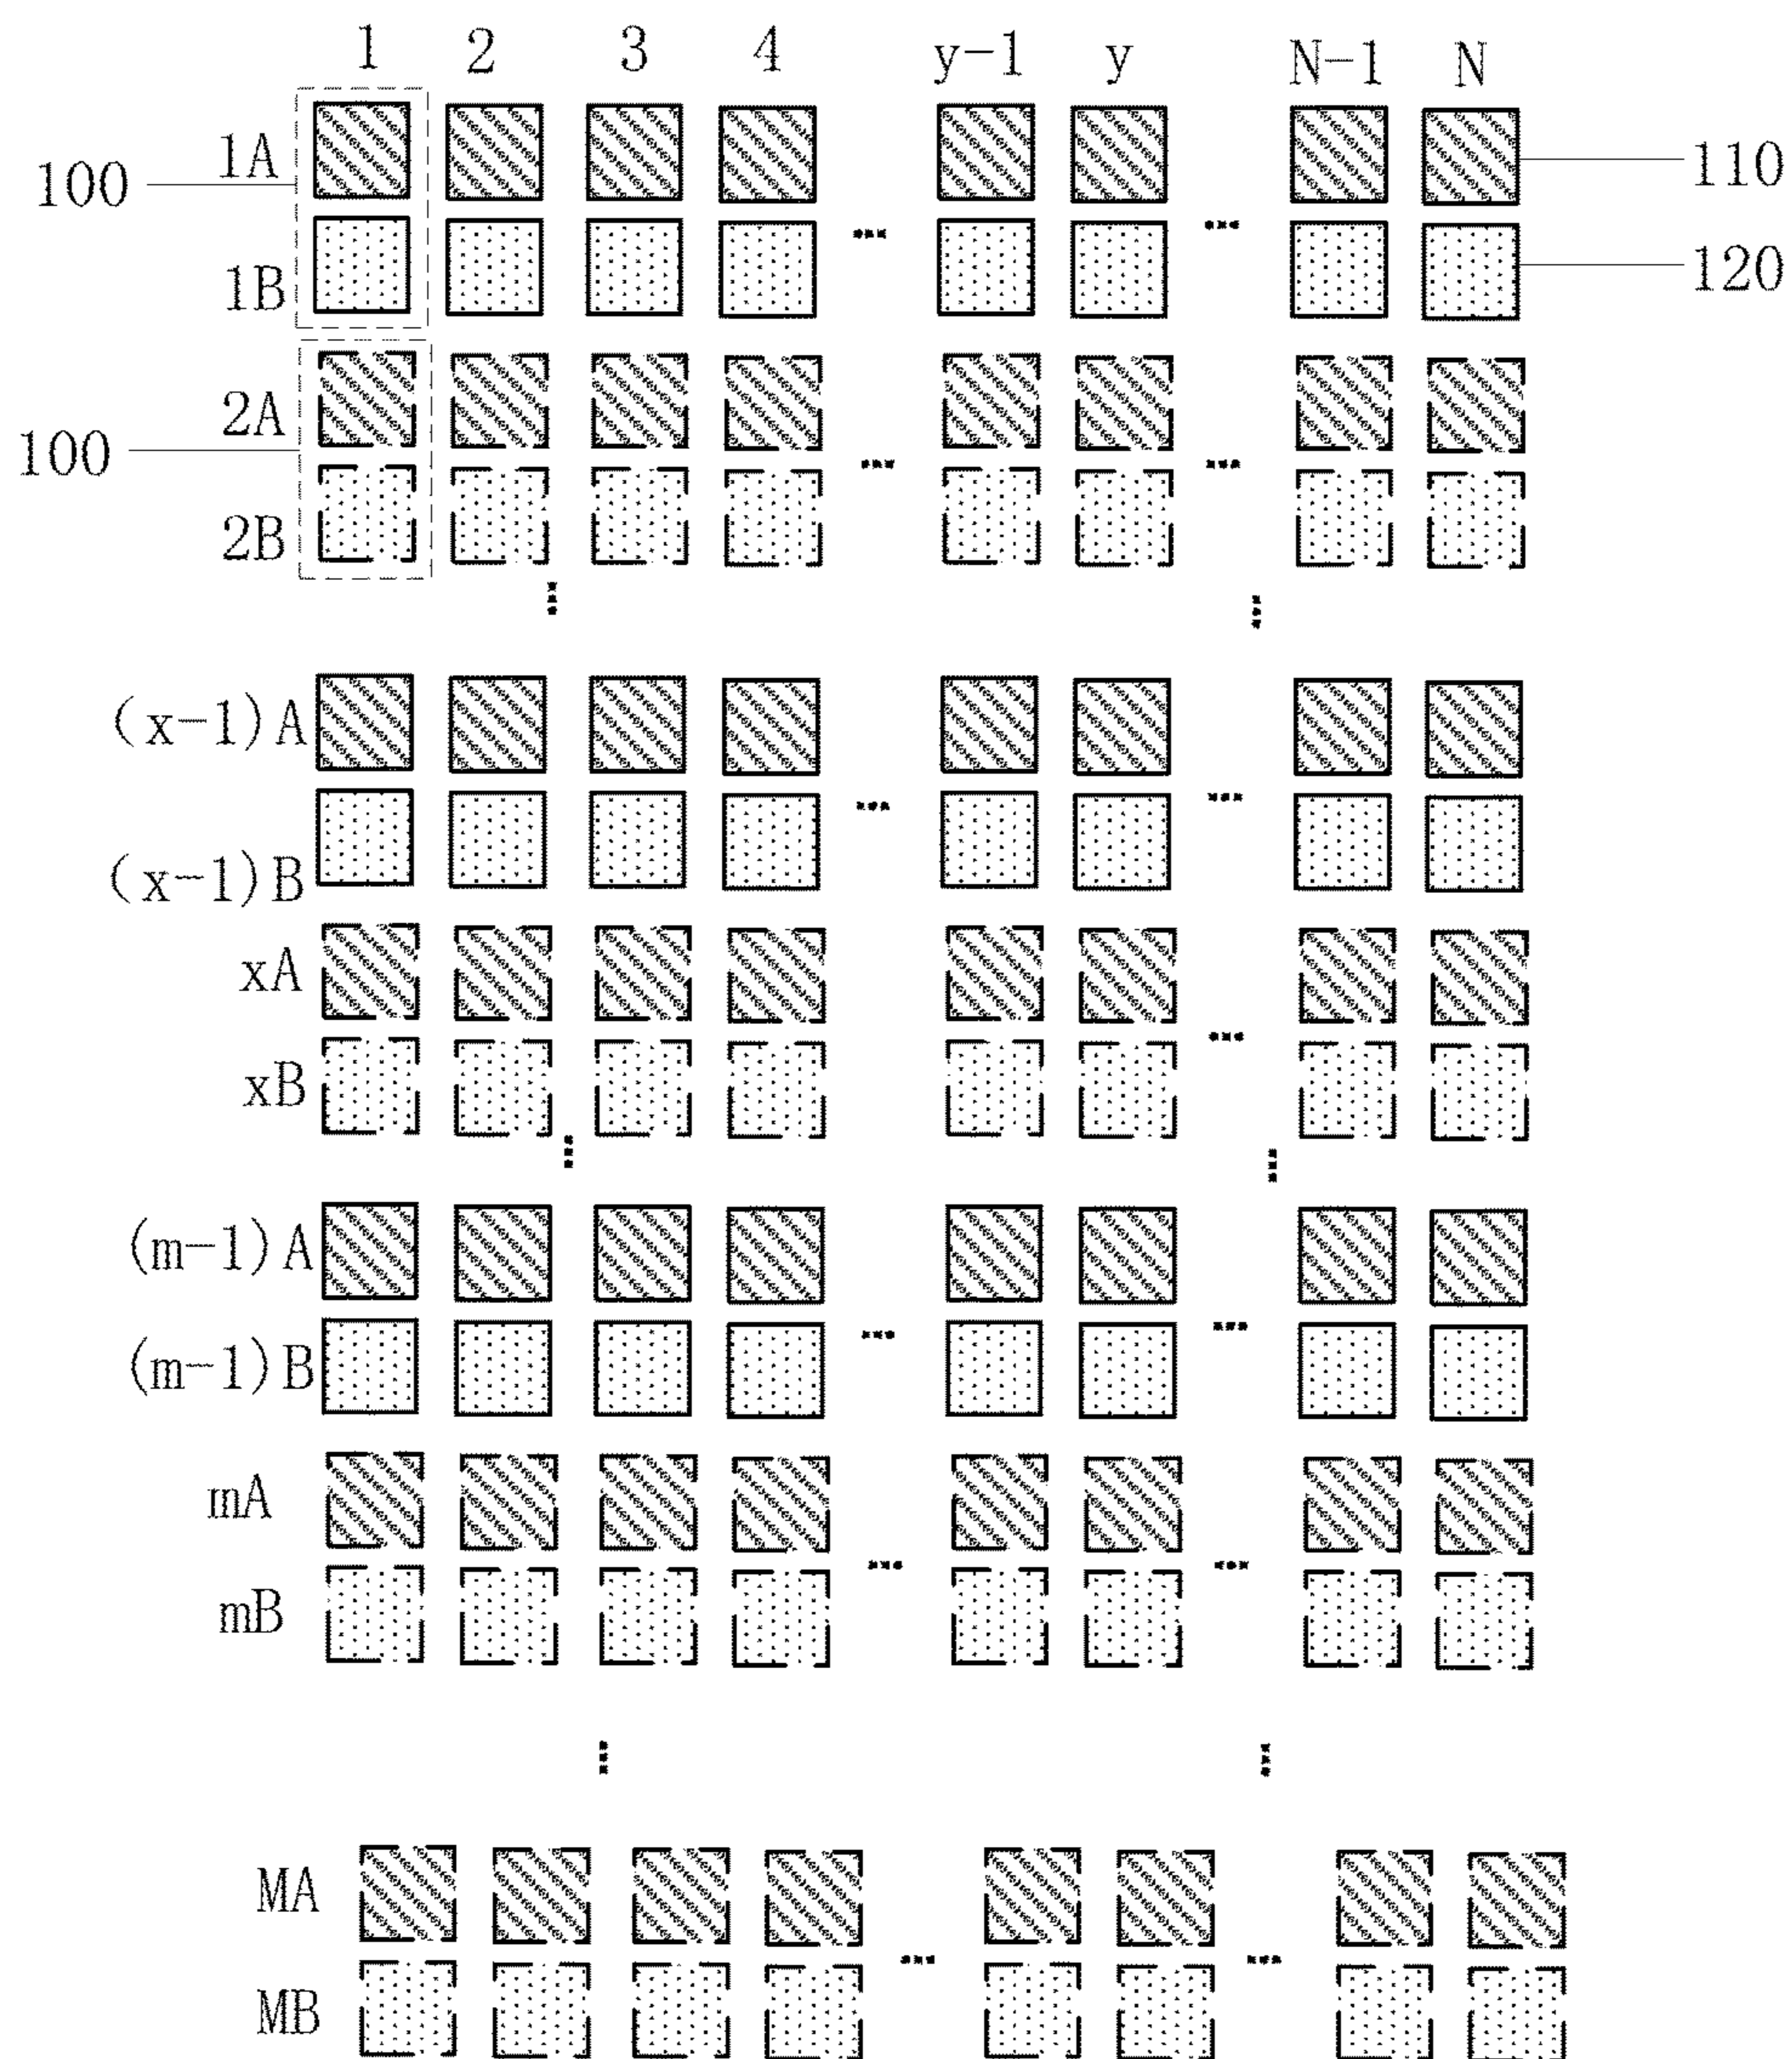 1 2 3 4 y-1 y N-1 N
1A
100
110
1B
120
2A
100
2B
(x-1)A
(x-1)B
xA
xB
(m-1)A
(m-1)B
mA
mB
MA
MB